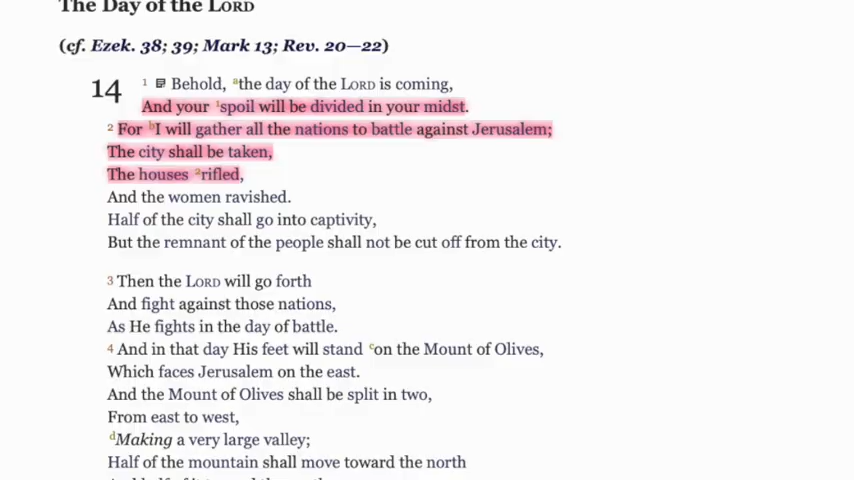 The Day of the LORD
(cf. Ezek. 38; 39; Mark 13; Rev. 20—22)
14 1 Behold, a the day of the LORD is coming,
And your 1 spoil will be divided in your midst.
2 For b I will gather all the nations to battle against Jerusalem;
The city shall be taken,
The houses 2 rifled,
And the women ravished.
Half of the city shall go into captivity,
But the remnant of the people shall not be cut off from the city.
3 Then the LORD will go forth
And fight against those nations,
As He fights in the day of battle.
4 And in that day His feet will stand c on the Mount of Olives,
Which faces Jerusalem on the east.
And the Mount of Olives shall be split in two,
From east to west,
d Making a very large valley;
Half of the mountain shall move toward the north